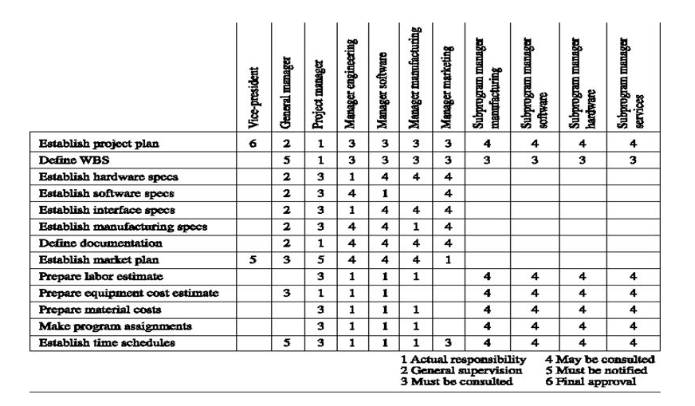 Vice-president
General manager
Project manager
Manager engineering
Manager software
Manager manufacturing
Manager marketing
Subprogram manager
manufacturing
Subprogram manager
software
Subprogram manager
hardware
Subprogram manager
services
Establish project plan 6 2 1 3 3 3 3 4 4 4 4
Define WBS 5 1 3 3 3 3 3 3 3 3
Establish hardware specs 2 3 1 4 4 4
Establish software specs 2 3 4 1 4
Establish interface specs 2 3 1 4 4 4
Establish manufacturing specs 2 3 4 4 1 4
Define documentation 2 1 4 4 4 4
Establish market plan 5 3 5 4 4 4 1
Prepare labor estimate 3 1 1 1 4 4 4 4
Prepare equipment cost estimate 3 1 1 1 4 4 4 4
Prepare material costs 3 1 1 1 4 4 4 4
Make program assignments 3 1 1 1 4 4 4 4
Establish time schedules 5 3 1 1 1 3 4 4 4 4
1 Actual responsibility 4 May be consulted
2 General supervision 5 Must be notified
3 Must be consulted 6 Final approval